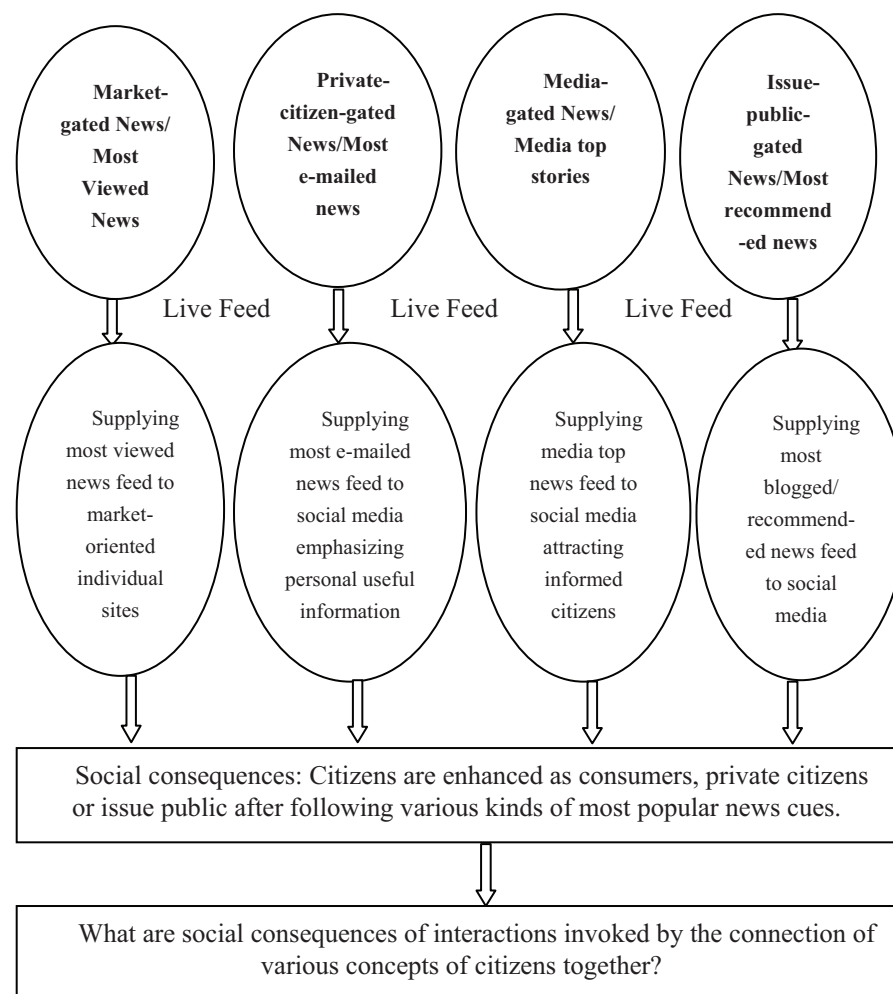 Market-
gated News/
Most
Viewed
News
Private-
citizen-gated
News/Most
e-mailed
news
Media-
gated News/
Media top
stories
Issue-
public-
gated
News/Most
recommend
-ed news
Live Feed
Live Feed
Live Feed
Supplying
most viewed
news feed to
market-
oriented
individual
sites
Supplying
most e-mailed
news feed to
social media
emphasizing
personal useful
information
Supplying
media top
news feed to
social media
attracting
informed
citizens
Supplying
most
blogged/
recommend-
ed news feed
to social
media
Social consequences: Citizens are enhanced as consumers, private citizens
or issue public after following various kinds of most popular news cues.
What are social consequences of interactions invoked by the connection of
various concepts of citizens together?